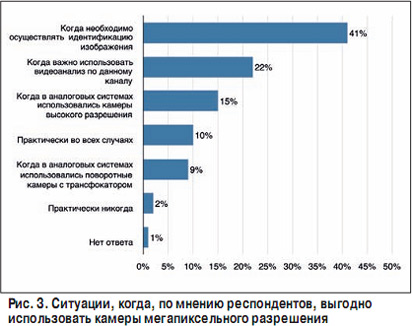 Когда необходимо
осуществлять идентификацию
изображения
41%
Когда важно использовать
видеоанализ по данному
каналу
22%
Когда в аналоговых системах
использовались камеры
высокого разрешения
15%
Практически во всех случаях
10%
Когда в аналоговых системах
использовались поворотные
камеры с трансфокатором
9%
Практически никогда
2%
Нет ответа
1%
0% 10% 5% 15% 20% 25% 30% 35% 40% 45% 50%
Рис. 3. Ситуации, когда, по мнению респондентов, выгодно
использовать камеры мегапиксельного разрешения